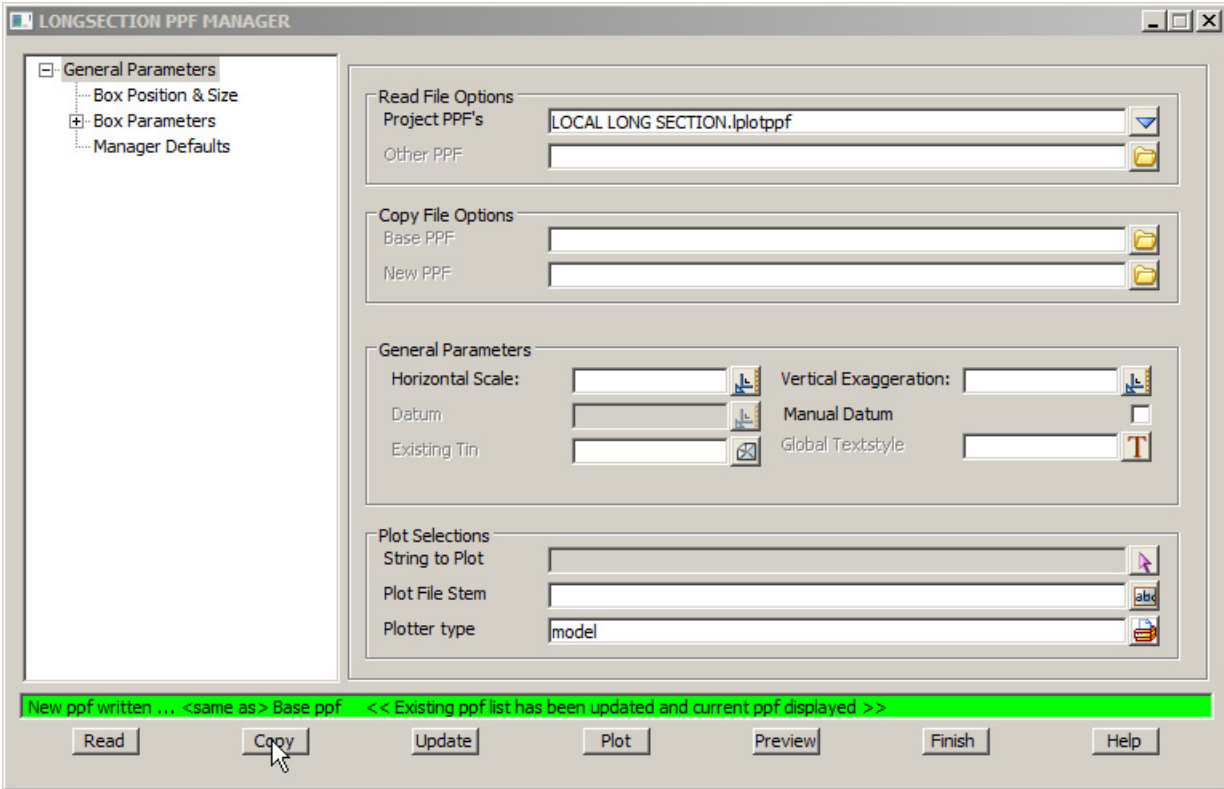 LONGSECTION PPF MANAGER
General Parameters
Box Position & Size
Box Parameters
Manager Defaults
Read File Options
Project PPF's LOCAL LONG SECTION.lplotppf
Other PPF
Copy File Options
Base PPF
New PPF
General Parameters
Horizontal Scale: Vertical Exaggeration:
Datum Manual Datum
Existing Tin Global Textstyle T
Plot Selections
String to Plot
Plot File Stem abc
Plotter type model
New ppf written ... <same as> Base ppf << Existing ppf list has been updated and current ppf displayed >>
Read Copy Update Plot Preview Finish Help